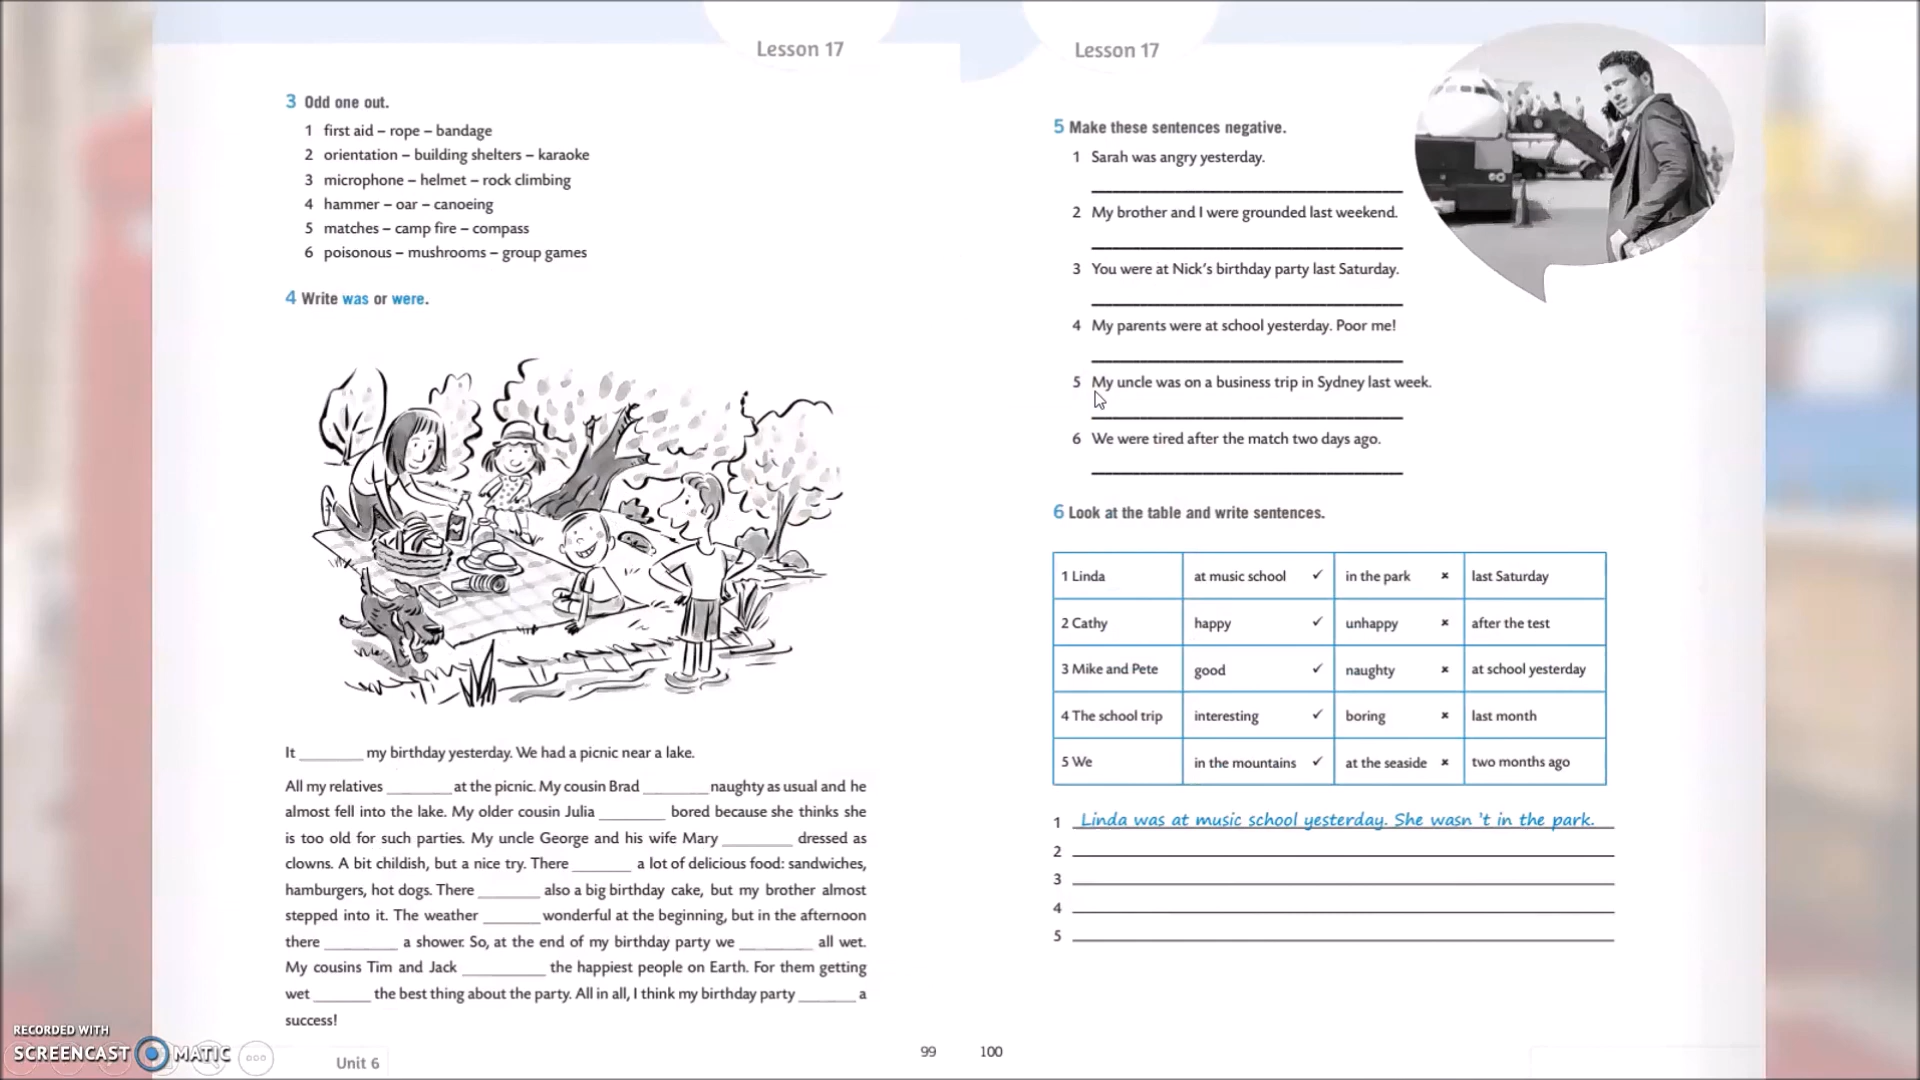 Lesson 17
3 Odd one out.
1 first aid – rope – bandage
2 orientation – building shelters – karaoke
3 microphone – helmet – rock climbing
4 hammer – oar – canoeing
5 matches – camp fire – compass
6 poisonous – mushrooms – group games
4 Write was or were.
It ________ my birthday yesterday. We had a picnic near a lake.
All my relatives ________ at the picnic. My cousin Brad ________ naughty as usual and he
almost fell into the lake. My older cousin Julia ________ bored because she thinks she
is too old for such parties. My uncle George and his wife Mary ________ dressed as
clowns. A bit childish, but a nice try. There ________ a lot of delicious food: sandwiches,
hamburgers, hot dogs. There ________ also a big birthday cake, but my brother almost
stepped into it. The weather ________ wonderful at the beginning, but in the afternoon
there ________ a shower. So, at the end of my birthday party we ________ all wet.
My cousins Tim and Jack ________ the happiest people on Earth. For them getting
wet ________ the best thing about the party. All in all, I think my birthday party ________ a
success!
Unit 6
99
RECORDED WITH
SCREENCAST MATIC
Lesson 17
5 Make these sentences negative.
1 Sarah was angry yesterday.
2 My brother and I were grounded last weekend.
3 You were at Nick's birthday party last Saturday.
4 My parents were at school yesterday. Poor me!
5 My uncle was on a business trip in Sydney last week.
6 We were tired after the match two days ago.
6 Look at the table and write sentences.
1 Linda at music school ✓ in the park × last Saturday
2 Cathy happy ✓ unhappy × after the test
3 Mike and Pete good ✓ naughty × at school yesterday
4 The school trip interesting ✓ boring × last month
5 We in the mountains ✓ at the seaside × two months ago
1 Linda was at music school yesterday. She wasn 't in the park.
2
3
4
5
100